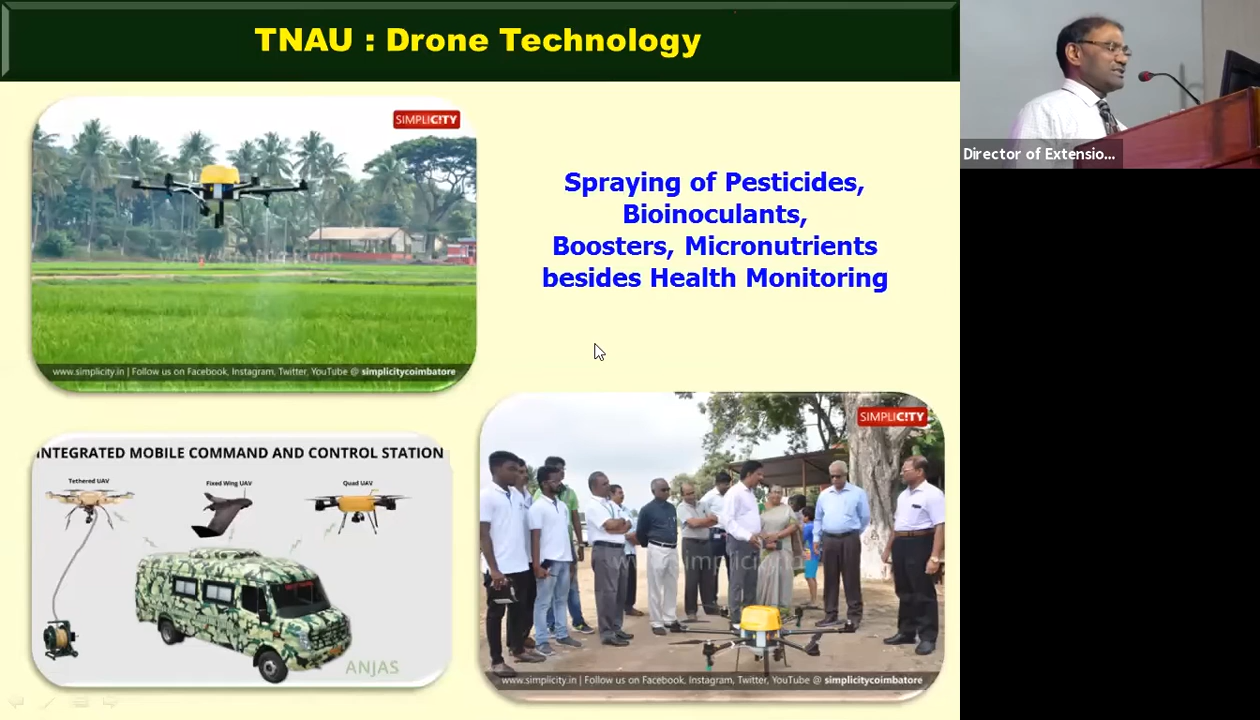 TNAU : Drone Technology
Director of Extensio...
SIMPLICITY
Spraying of Pesticides,
Bioinoculants,
Boosters, Micronutrients
besides Health Monitoring
www.simplicity.in | Follow us on Facebook, Instagram, Twitter, YouTube @ simplicitycoimbatore
INTEGRATED MOBILE COMMAND AND CONTROL STATION
Tethered UAV
Fixed Wing UAV
Quad UAV
ANJAS
SIMPLICITY
www.simplicity.in | Follow us on Facebook, Instagram, Twitter, YouTube @ simplicitycoimbatore